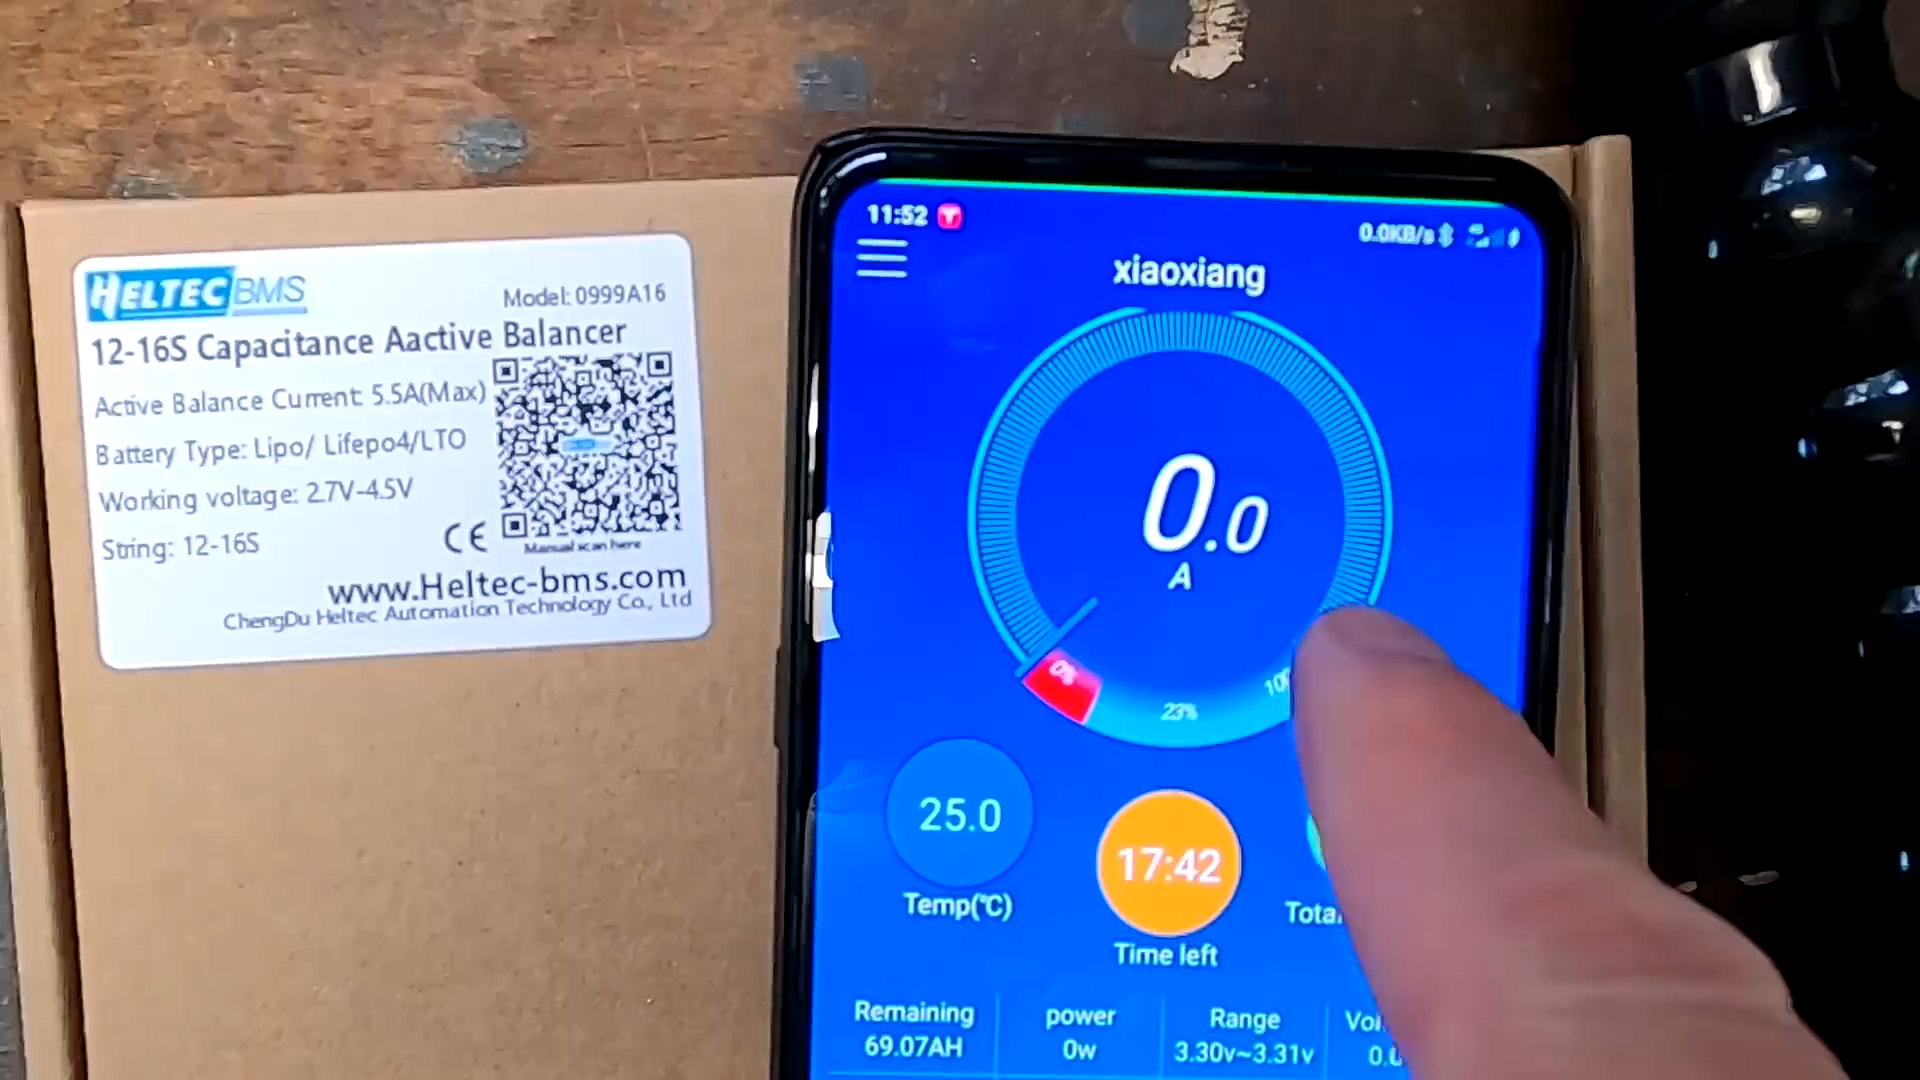 HELTEC BMS
Model: 0999A16
12-16S Capacitance Aactive Balancer
Active Balance Current: 5.5A(Max)
Battery Type: Lipo/ Lifepo4/LTO
Working voltage: 2.7V-4.5V
String: 12-16S
CE
Manual scan here
www.Heltec-bms.com
ChengDu Heltec Automation Technology Co., Ltd
11:52
0.0KB/s
xiaoxiang
0.0
A
0%
23%
25.0
17:42
Temp(℃)
Time left
Remaining
power
Range
69.07AH
0w
3.30v~3.31v